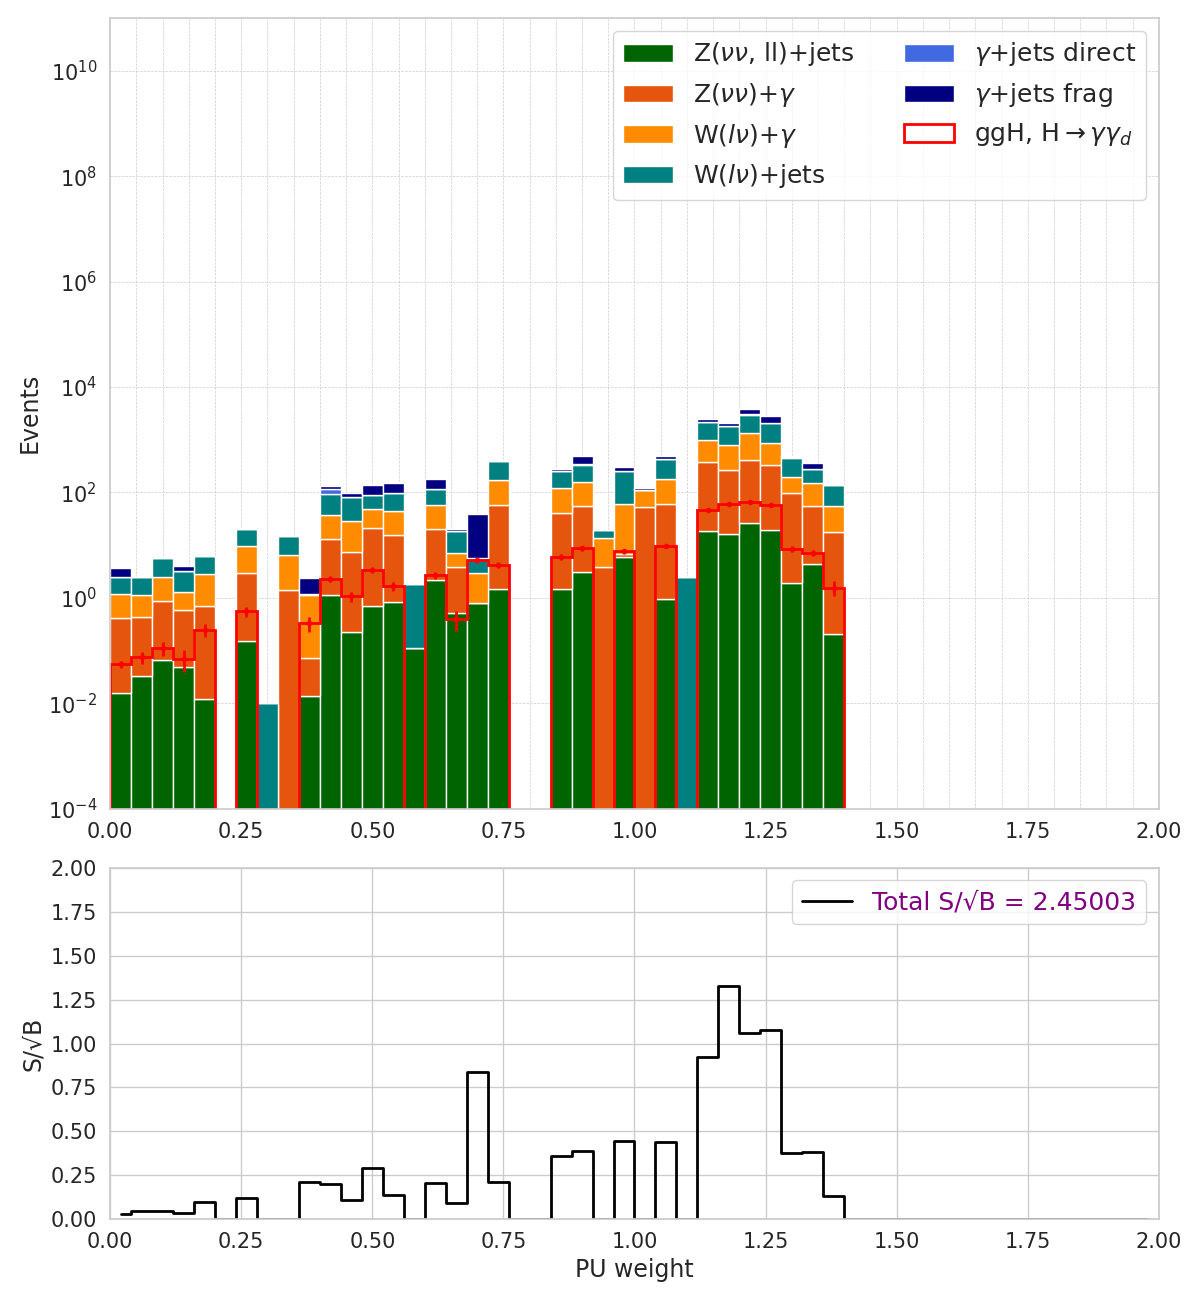 Z(νν, ll)+jets
Z(νν)+γ
W(lν)+γ
W(lν)+jets
γ+jets direct
γ+jets frag
ggH, H→γγ_d
Events
10^10
10^8
10^6
10^4
10^2
10^0
10^−2
10^−4
0.00 0.25 0.50 0.75 1.00 1.25 1.50 1.75 2.00
Total S/√B = 2.45003
S/√B
2.00
1.75
1.50
1.25
1.00
0.75
0.50
0.25
0.00
0.00 0.25 0.50 0.75 1.00 1.25 1.50 1.75 2.00
PU weight